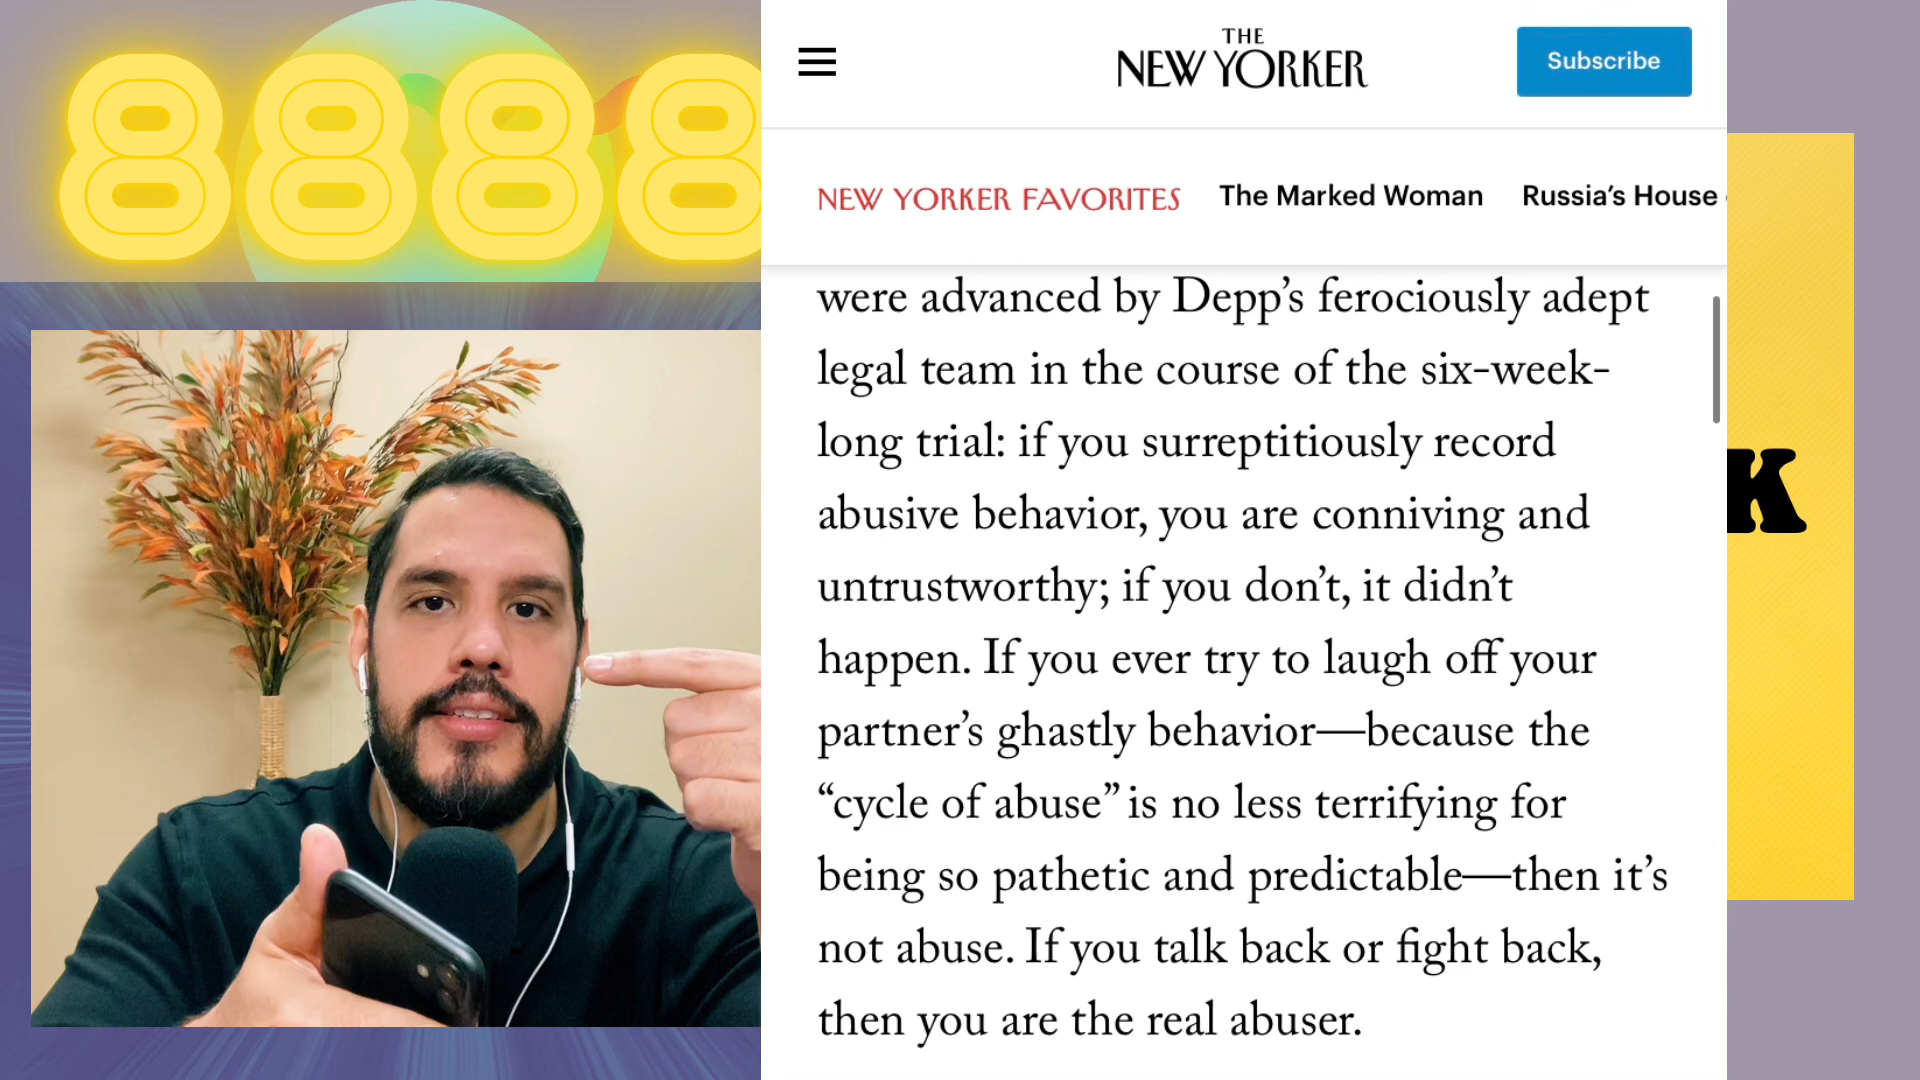 8888
THE
NEW YORKER
Subscribe
NEW YORKER FAVORITES The Marked Woman Russia’s House
were advanced by Depp’s ferociously adept
legal team in the course of the six-week-
long trial: if you surreptitiously record
abusive behavior, you are conniving and
untrustworthy; if you don’t, it didn’t
happen. If you ever try to laugh off your
partner’s ghastly behavior—because the
“cycle of abuse” is no less terrifying for
being so pathetic and predictable—then it’s
not abuse. If you talk back or fight back,
then you are the real abuser.
K